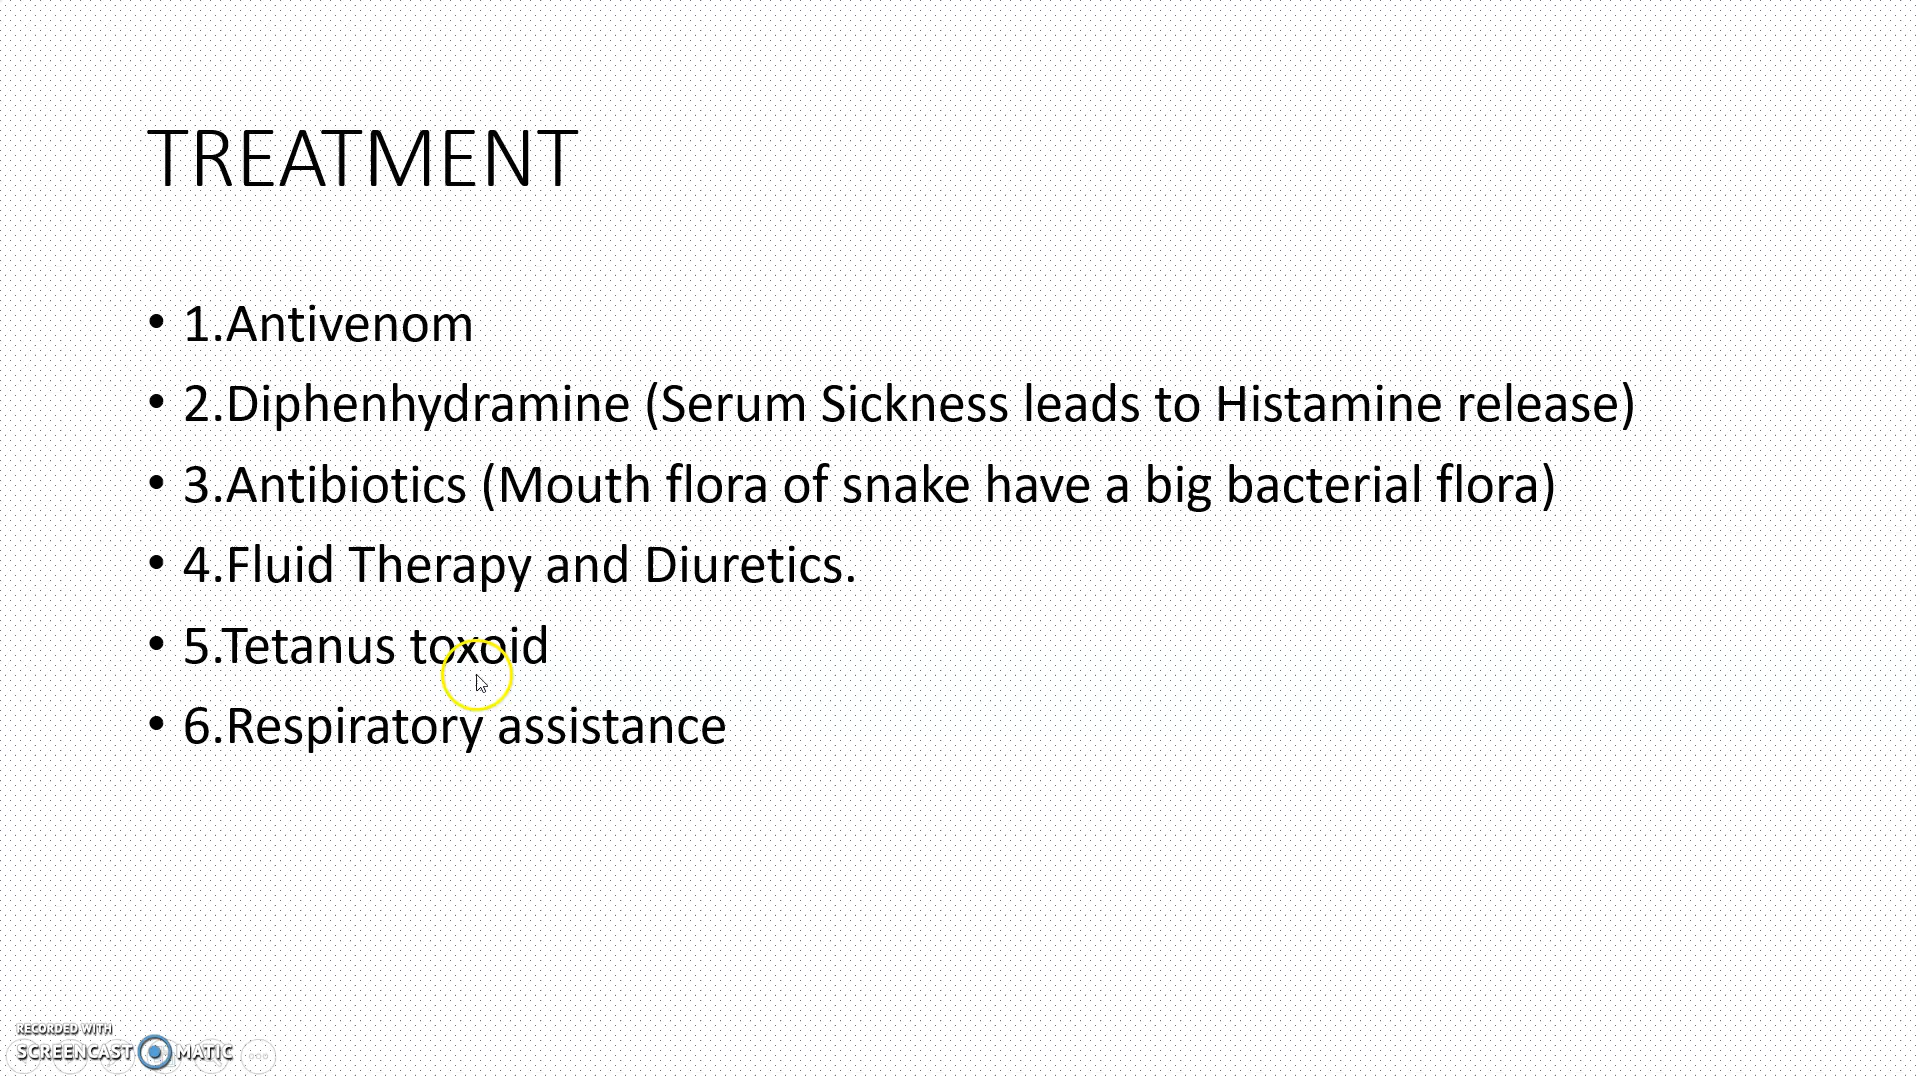 TREATMENT
• 1.Antivenom
• 2.Diphenhydramine (Serum Sickness leads to Histamine release)
• 3.Antibiotics (Mouth flora of snake have a big bacterial flora)
• 4.Fluid Therapy and Diuretics.
• 5.Tetanus toxoid
• 6.Respiratory assistance
RECORDED WITH
SCREENCAST MATIC